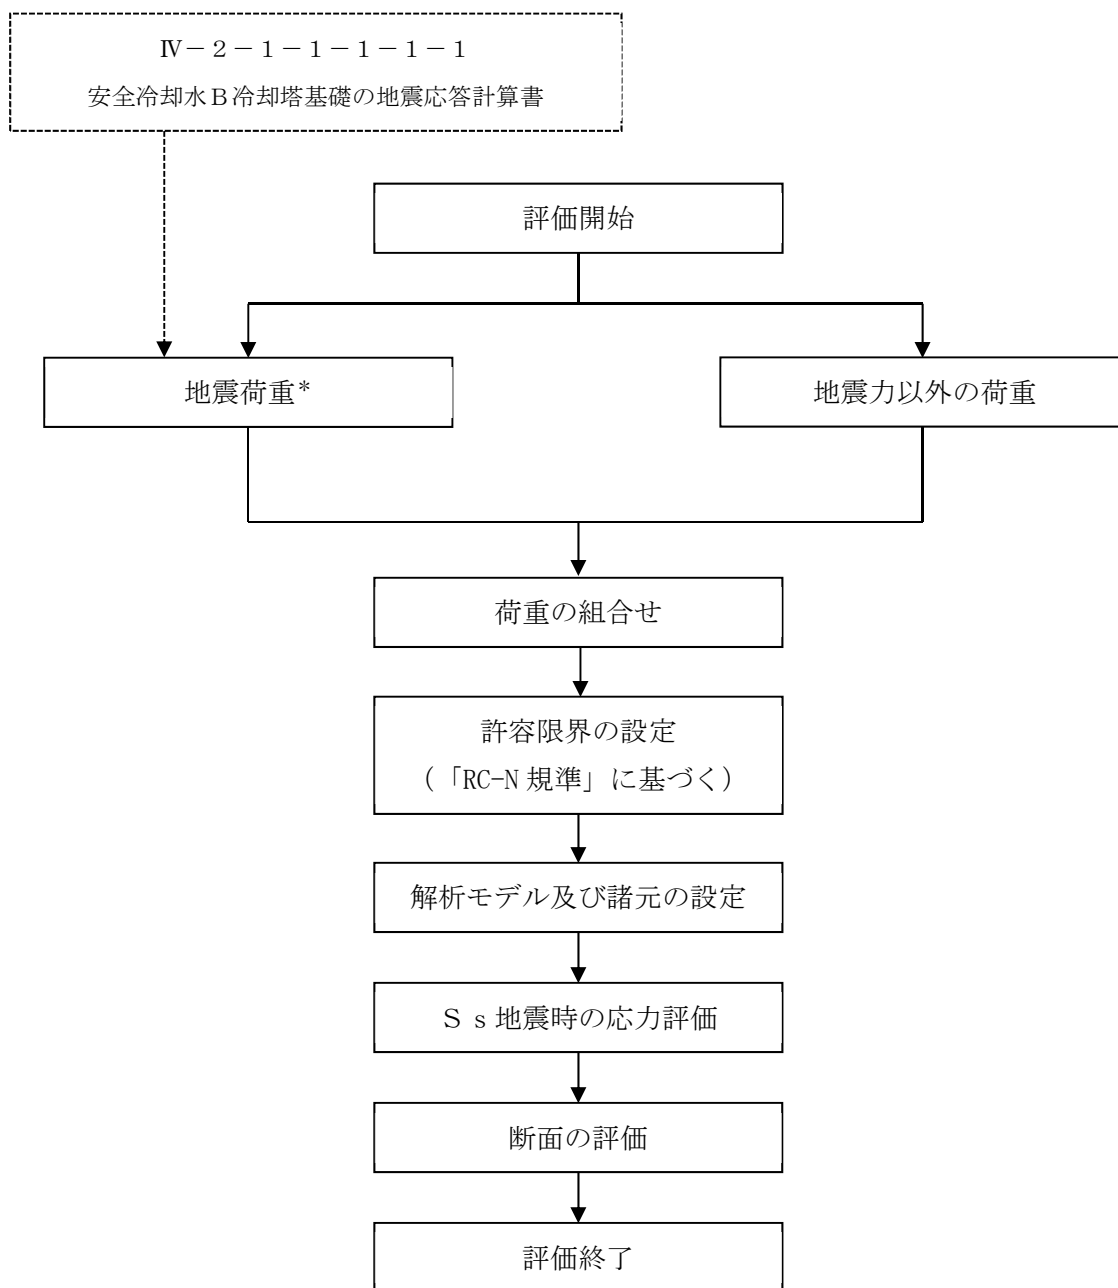 Ⅳ－２－１－１－１－１－１
安全冷却水Ｂ冷却塔基礎の地震応答計算書
評価開始
地震荷重*
地震力以外の荷重
荷重の組合せ
許容限界の設定
（「RC-N 規準」に基づく）
解析モデル及び諸元の設定
Ｓｓ地震時の応力評価
断面の評価
評価終了